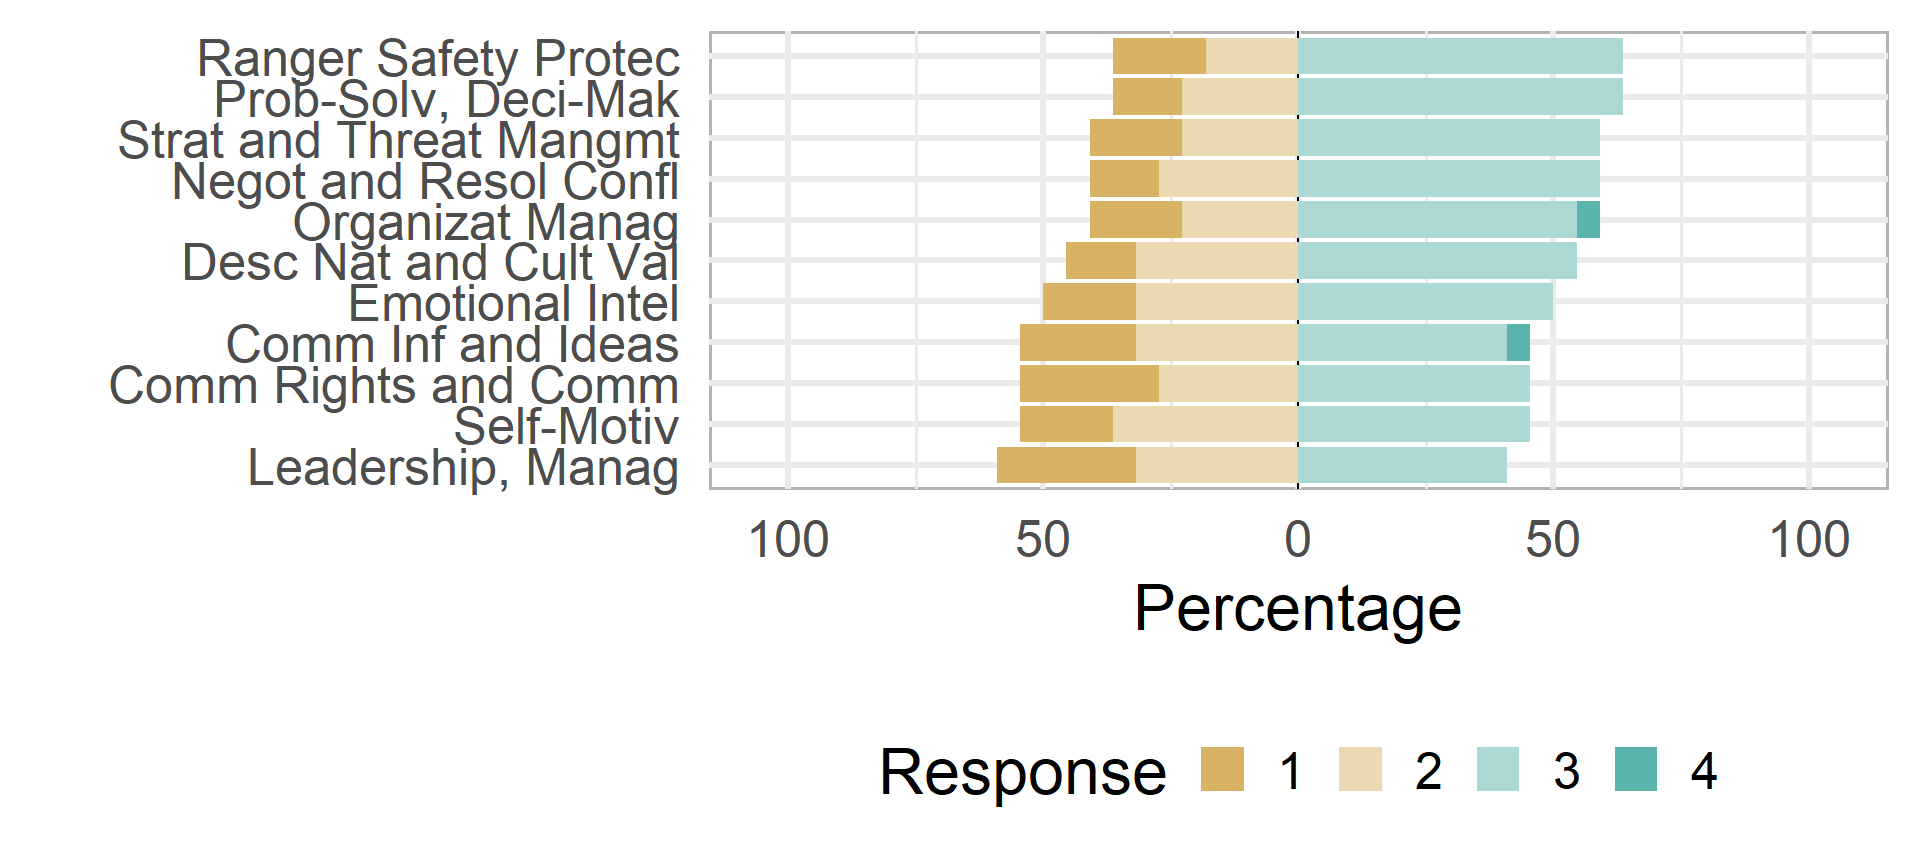 Ranger Safety Protec
Prob-Solv, Deci-Mak
Strat and Threat Mangmt
Negot and Resol Confl
Organizat Manag
Desc Nat and Cult Val
Emotional Intel
Comm Inf and Ideas
Comm Rights and Comm
Self-Motiv
Leadership, Manag
100 50 0 50 100
Percentage
Response 1 2 3 4